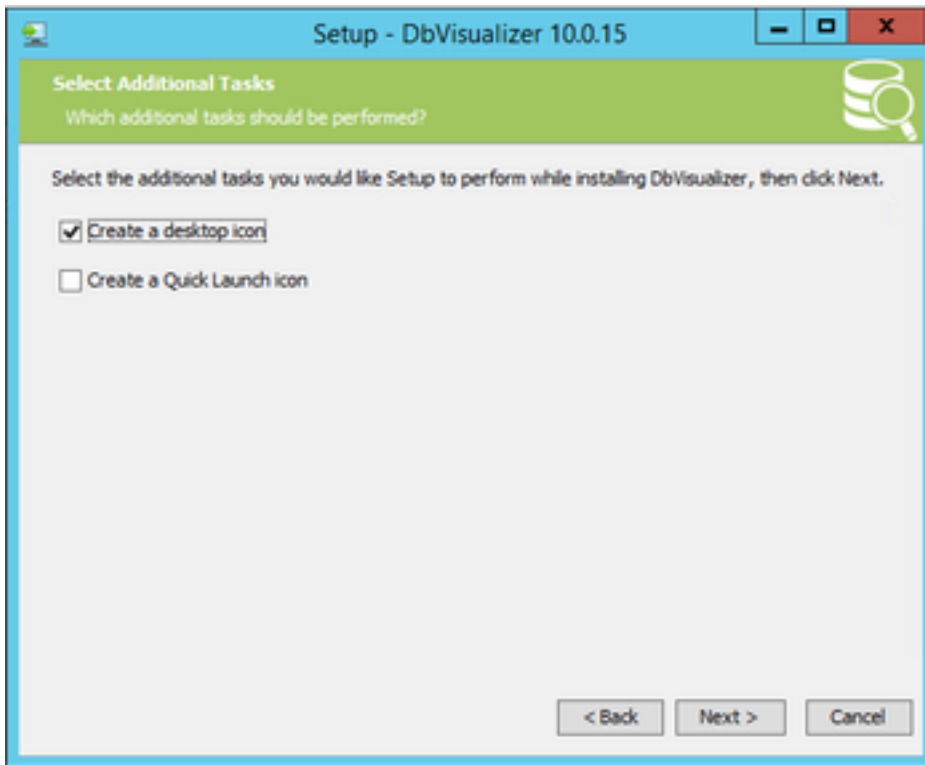 Setup - DbVisualizer 10.0.15
Select Additional Tasks
Which additional tasks should be performed?
Select the additional tasks you would like Setup to perform while installing DbVisualizer, then click Next.
Create a desktop icon
Create a Quick Launch icon
< Back Next > Cancel